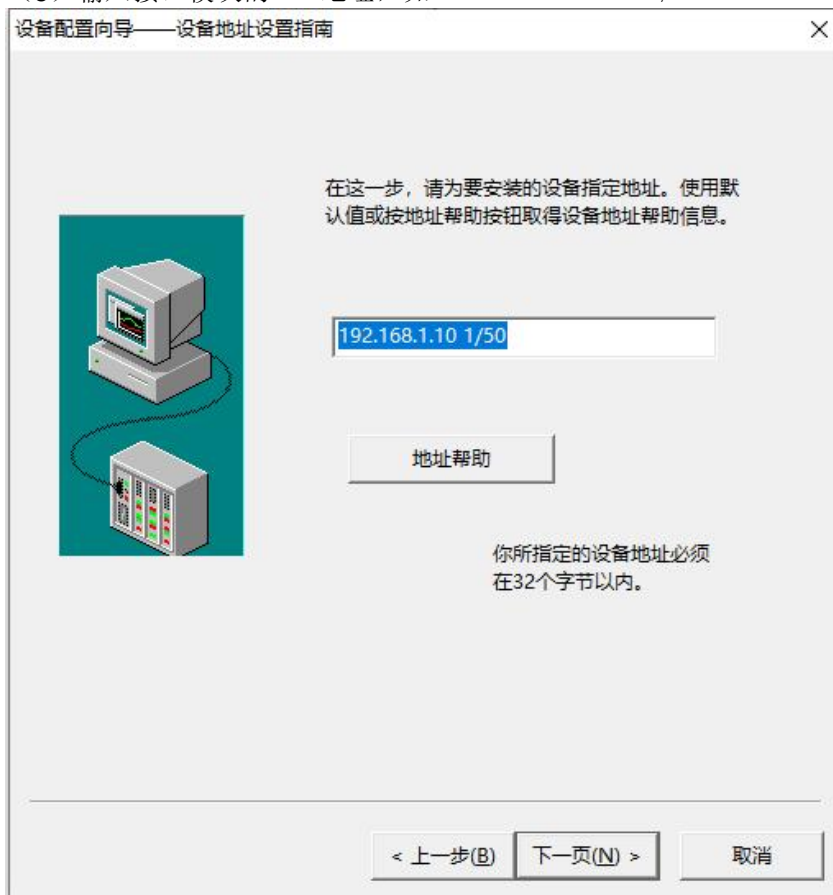 设备配置向导——设备地址设置指南
在这一步，请为要安装的设备指定地址。使用默
认值或按地址帮助按钮取得设备地址帮助信息。
192.168.1.10 1/50
地址帮助
你所指定的设备地址必须
在32个字节以内。
< 上一步(B)
下一页(N) >
取消